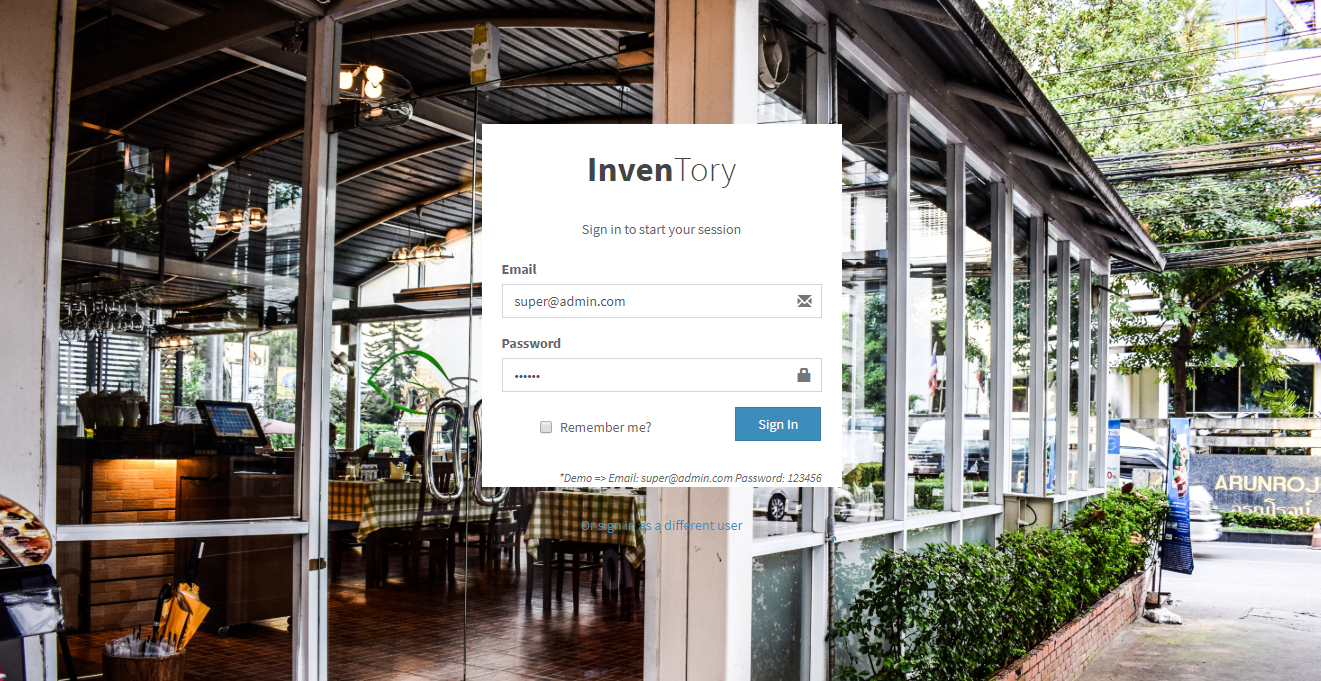 InvenTory
Sign in to start your session
Email
super@admin.com
Password
••••••
Remember me?
Sign In
*Demo => Email: super@admin.com Password: 123456
Or sign in as a different user
ARUNROJ